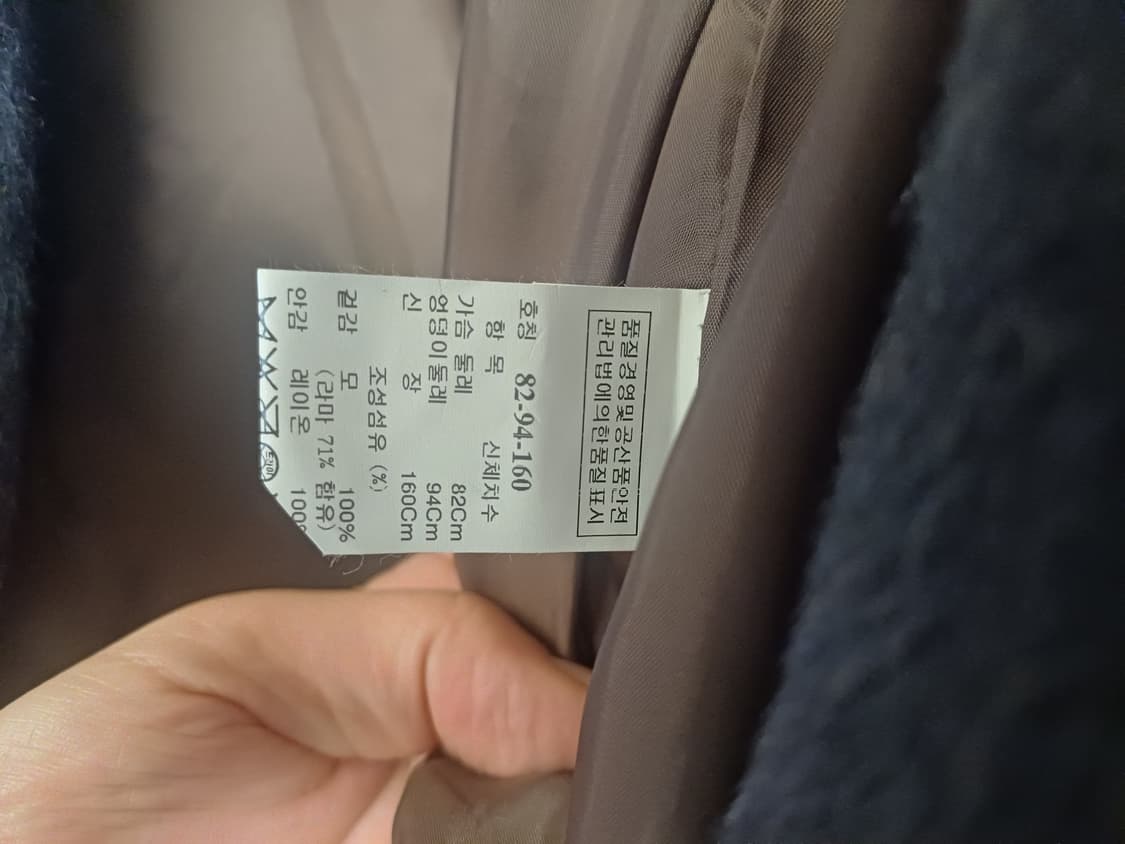 품질경영및공산품안전
관리법에의한품질표시
호칭 82-94-160
항 목 신체치수
가슴 둘레 82Cm
엉덩이둘레 94Cm
신 장 160Cm
조성섬유 (%)
겉감 모 100%
(라마 71% 함유)
안감 레이온 100%